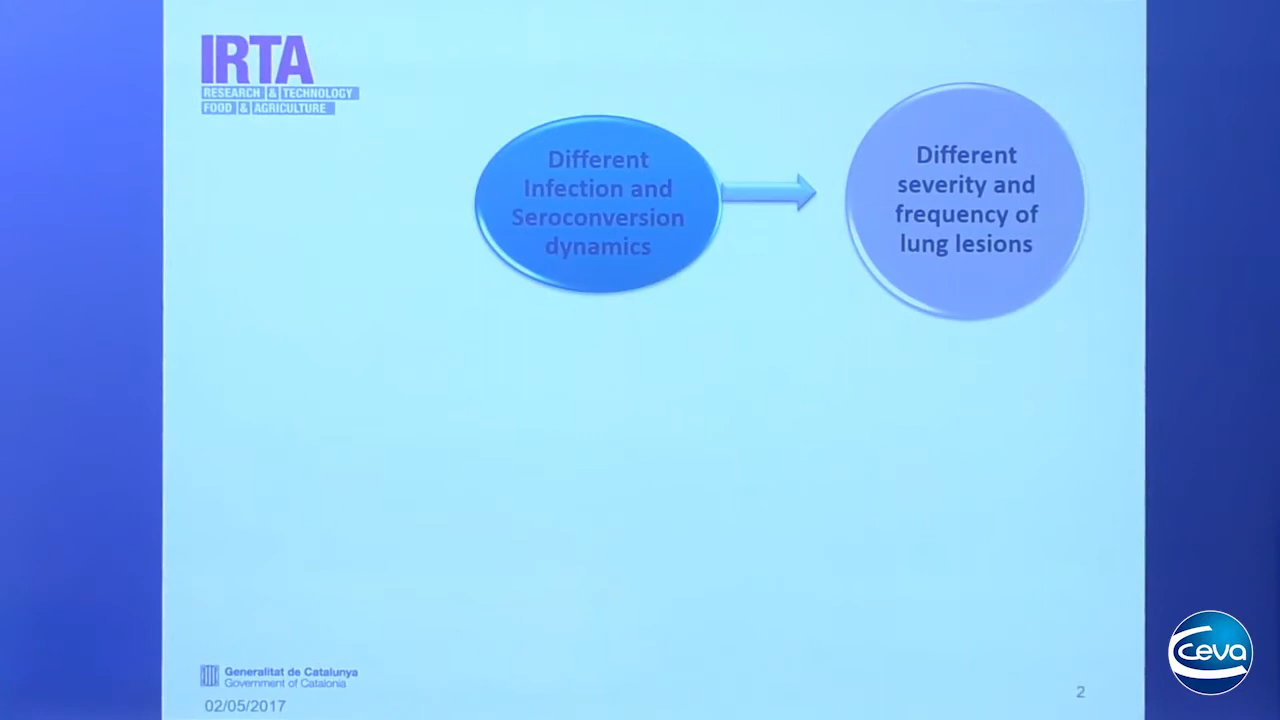 IRTA
RESEARCH & TECHNOLOGY
FOOD & AGRICULTURE
Different
Infection and
Seroconversion
dynamics
Different
severity and
frequency of
lung lesions
Generalitat de Catalunya
Government of Catalonia
02/05/2017
2
Ceva